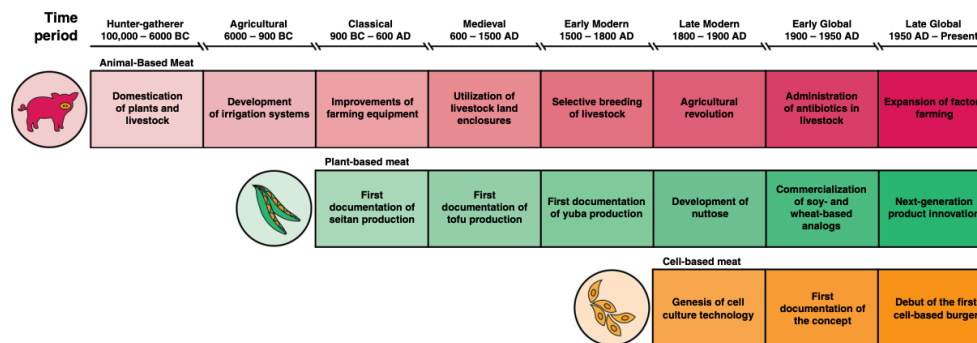 Time
period
Hunter-gatherer
100,000 – 6000 BC
Agricultural
6000 – 900 BC
Classical
900 BC – 600 AD
Medieval
600 – 1500 AD
Early Modern
1500 – 1800 AD
Late Modern
1800 – 1900 AD
Early Global
1900 – 1950 AD
Late Global
1950 AD – Present
Animal-Based Meat
Domestication
of plants and
livestock
Development
of irrigation systems
Improvements of
farming equipment
Utilization of
livestock land
enclosures
Selective breeding
of livestock
Agricultural
revolution
Administration
of antibiotics in
livestock
Expansion of factor
farming
Plant-based meat
First
documentation of
seitan production
First
documentation of
tofu production
First documentation
of yuba production
Development of
nuttose
Commercialization
of soy- and
wheat-based
analogs
Next-generation
product innovation
Cell-based meat
Genesis of cell
culture technology
First
documentation of
the concept
Debut of the first
cell-based burger